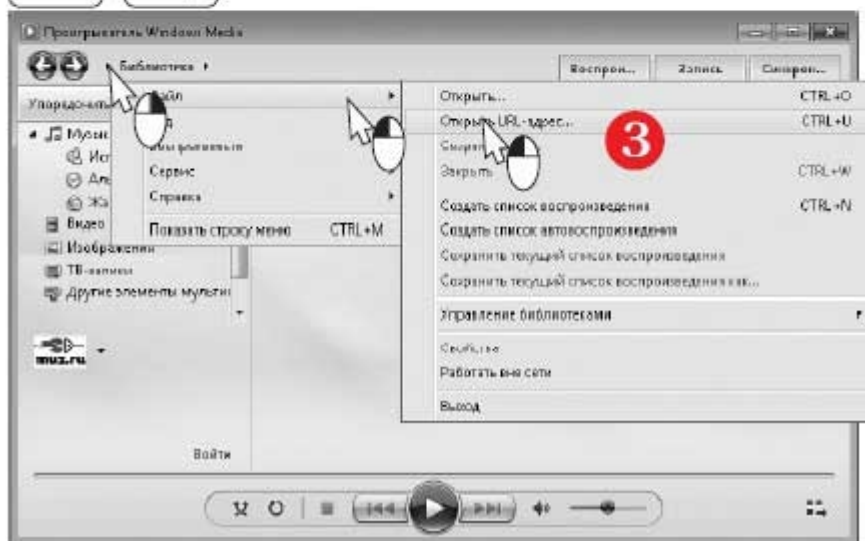 Проигрыватель Windows Media
Библиотека
Воспрои...
Запись
Синхрон...
Файл
Сервис
Справка
Показать строку меню CTRL+M
Открыть... CTRL+O
Открыть URL-адрес... CTRL+U
3
Закрыть CTRL+W
Создать список воспроизведения CTRL+N
Создать список автовоспроизведения
Сохранить текущий список воспроизведения
Сохранить текущий список воспроизведения как...
Управление библиотеками
Свойства
Работать вне сети
Выход
Видео
Изображения
ТВ-записи
Другие элементы мультим
muz.ru
Войти